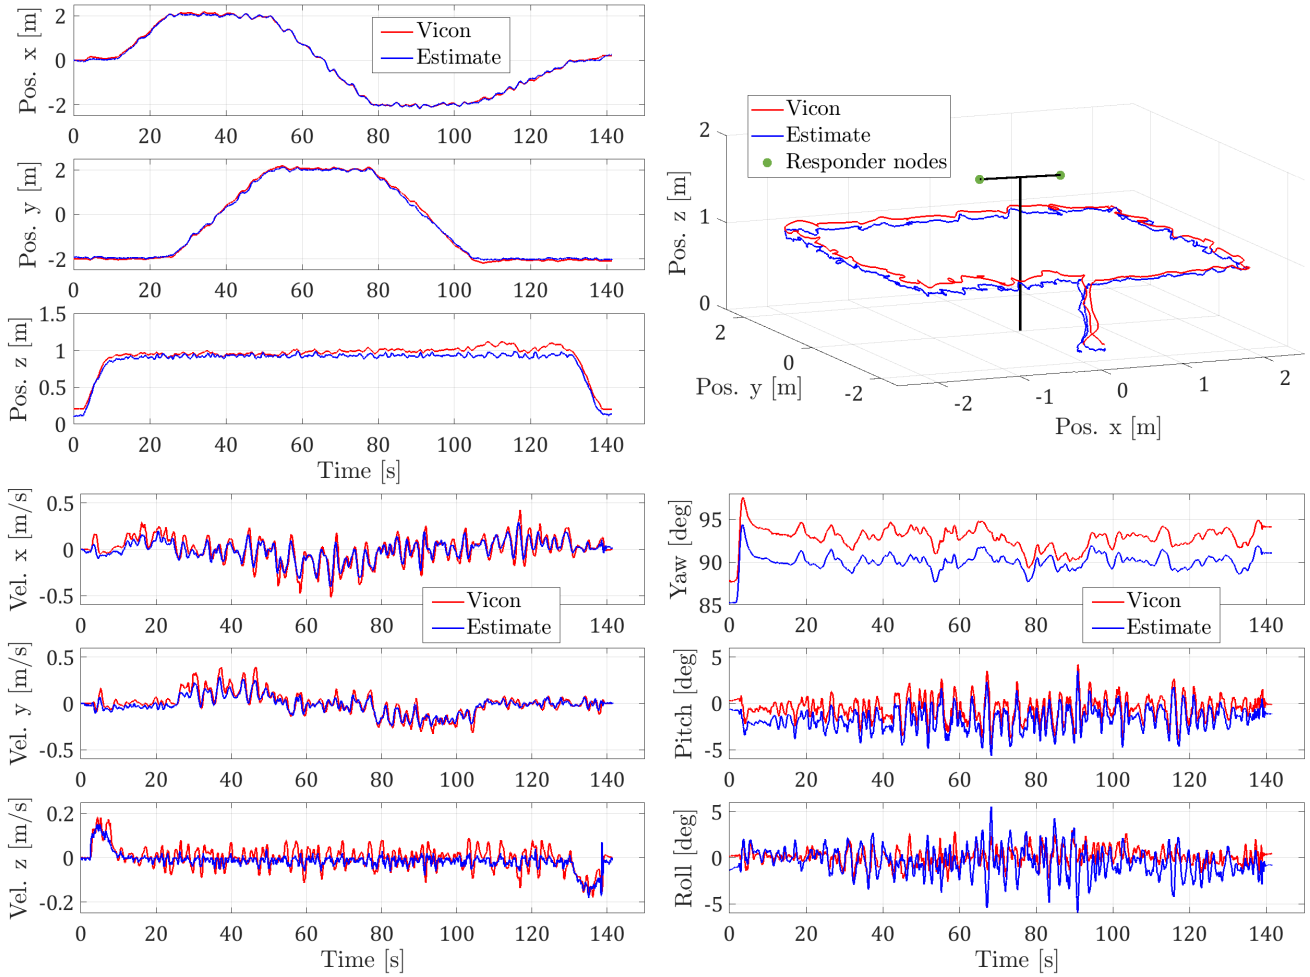 Pos. x [m]
2
0
-2
Vicon
Estimate
0 20 40 60 80 100 120 140
Pos. y [m]
2
0
-2
0 20 40 60 80 100 120 140
Pos. z [m]
1.5
1
0.5
0
0 20 40 60 80 100 120 140
Time [s]
Vicon
Estimate
Responder nodes
Pos. z [m]
2
1
0
2
0
-2
Pos. y [m]
-2
-1
0
1
2
Pos. x [m]
Vel. x [m/s]
0.5
0
-0.5
0 20 40 60 80 100 120 140
Vicon
Estimate
Vel. y [m/s]
0.5
0
-0.5
0 20 40 60 80 100 120 140
Vel. z [m/s]
0.2
0
-0.2
0 20 40 60 80 100 120 140
Time [s]
Yaw [deg]
95
90
85
0 20 40 60 80 100 120 140
Vicon
Estimate
Pitch [deg]
5
0
-5
0 20 40 60 80 100 120 140
Roll [deg]
5
0
-5
0 20 40 60 80 100 120 140
Time [s]